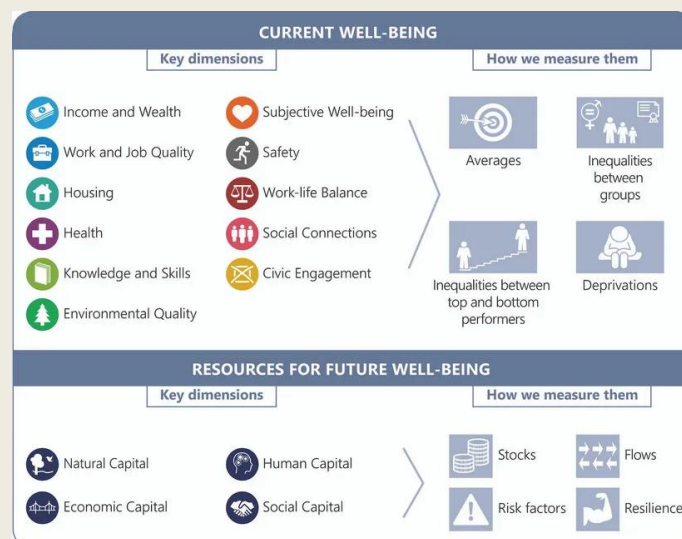 CURRENT WELL-BEING
Key dimensions
How we measure them
Income and Wealth
Subjective Well-being
Work and Job Quality
Safety
Housing
Work-life Balance
Health
Social Connections
Knowledge and Skills
Civic Engagement
Environmental Quality
Averages
Inequalities
between
groups
Inequalities between
top and bottom
performers
Deprivations
RESOURCES FOR FUTURE WELL-BEING
Key dimensions
How we measure them
Natural Capital
Human Capital
Economic Capital
Social Capital
Stocks
Flows
Risk factors
Resilience